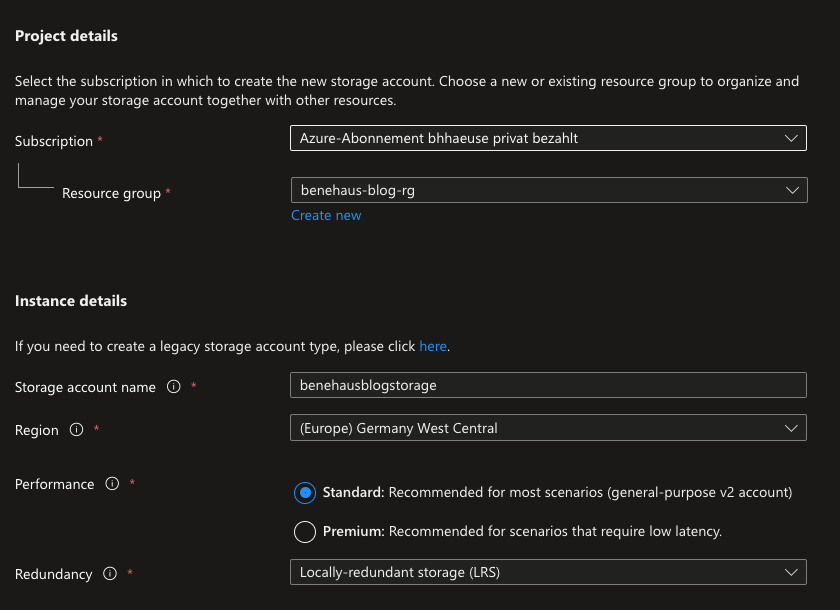 Project details
Select the subscription in which to create the new storage account. Choose a new or existing resource group to organize and
manage your storage account together with other resources.
Subscription *
Azure-Abonnement bhhaeuse privat bezahlt
Resource group *
benehaus-blog-rg
Create new
Instance details
If you need to create a legacy storage account type, please click here.
Storage account name *
benehausblogstorage
Region *
(Europe) Germany West Central
Performance *
Standard: Recommended for most scenarios (general-purpose v2 account)
Premium: Recommended for scenarios that require low latency.
Redundancy *
Locally-redundant storage (LRS)